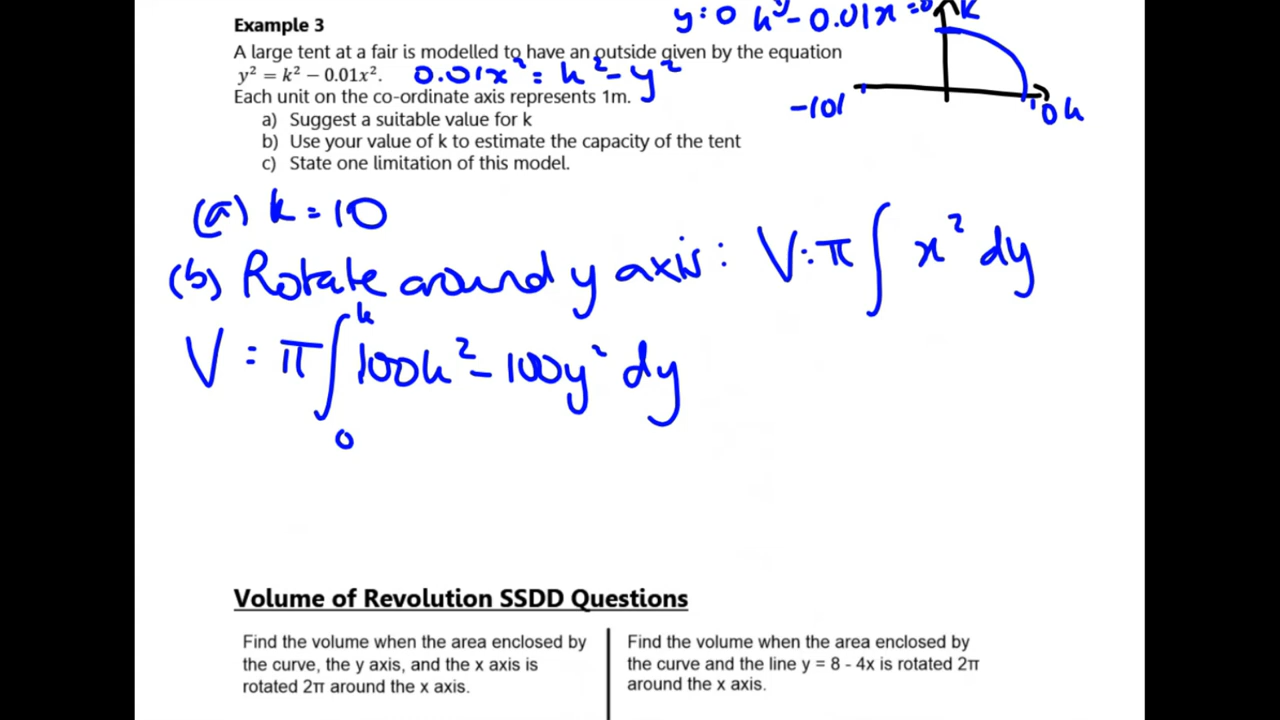 y:0 k² - 0.01x² = 0
k
Example 3
A large tent at a fair is modelled to have an outside given by the equation
y² = k² − 0.01x². 0.01x² = k² - y²
Each unit on the co-ordinate axis represents 1m.
-10k
10k
a) Suggest a suitable value for k
b) Use your value of k to estimate the capacity of the tent
c) State one limitation of this model.
(a) k = 10
(b) Rotate around y axis: V:π∫ x² dy
V = π∫₀ᵏ 100k² - 100y² dy
Volume of Revolution SSDD Questions
Find the volume when the area enclosed by
the curve, the y axis, and the x axis is
rotated 2π around the x axis.
Find the volume when the area enclosed by
the curve and the line y = 8 - 4x is rotated 2π
around the x axis.